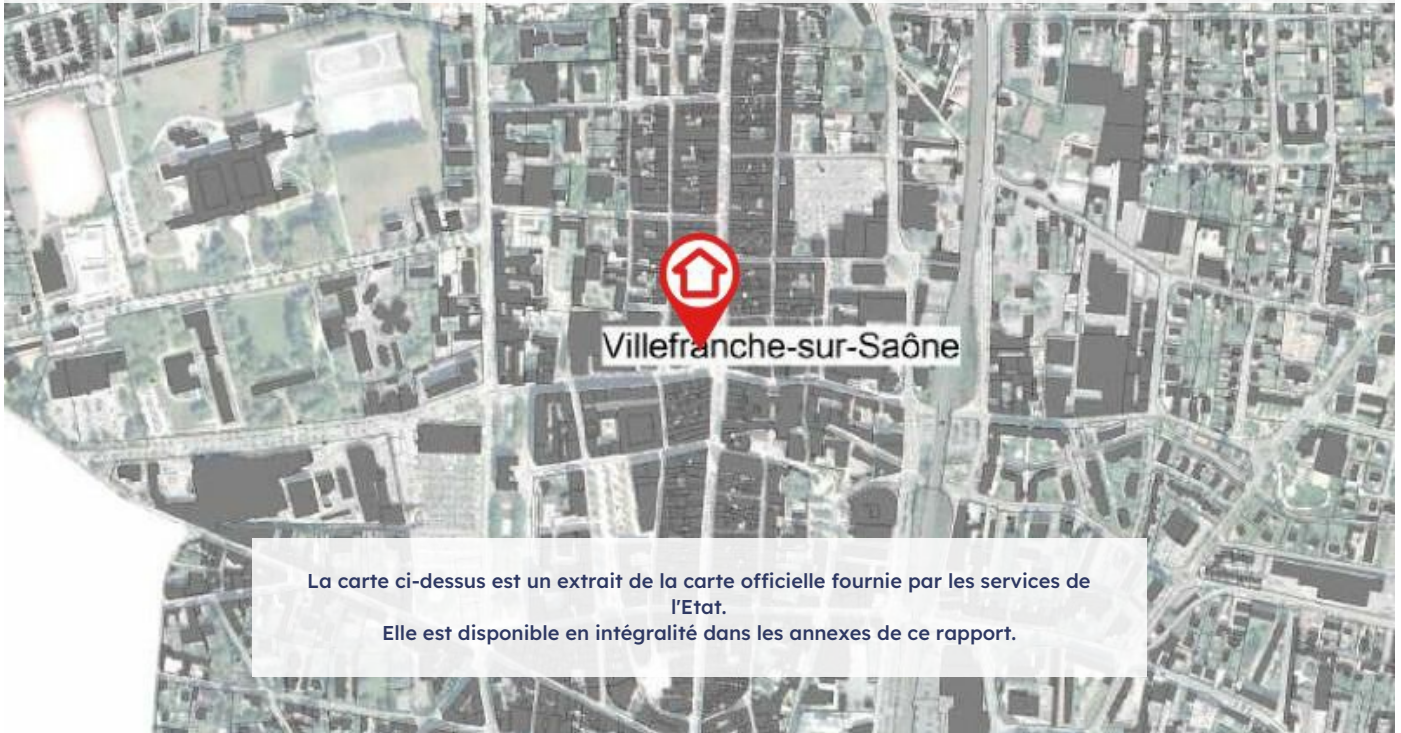 Villefranche-sur-Saône
La carte ci-dessus est un extrait de la carte officielle fournie par les services de
l'Etat.
Elle est disponible en intégralité dans les annexes de ce rapport.